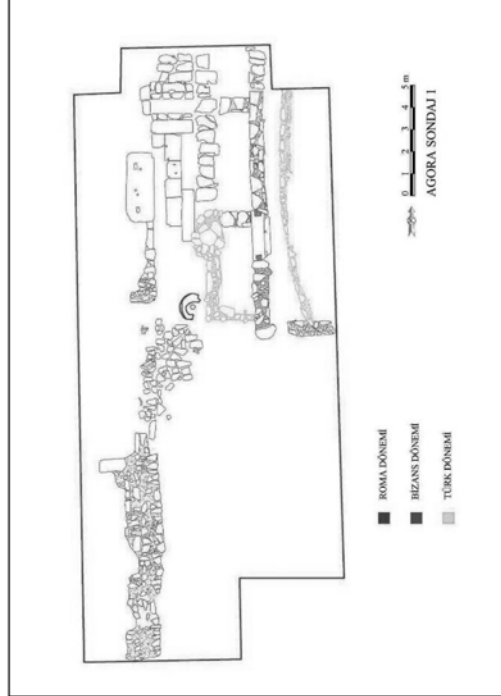 0 1 2 3 4 5 m
AGORA SONDAJ 1
ROMA DÖNEMİ
BİZANS DÖNEMİ
TÜRK DÖNEMİ